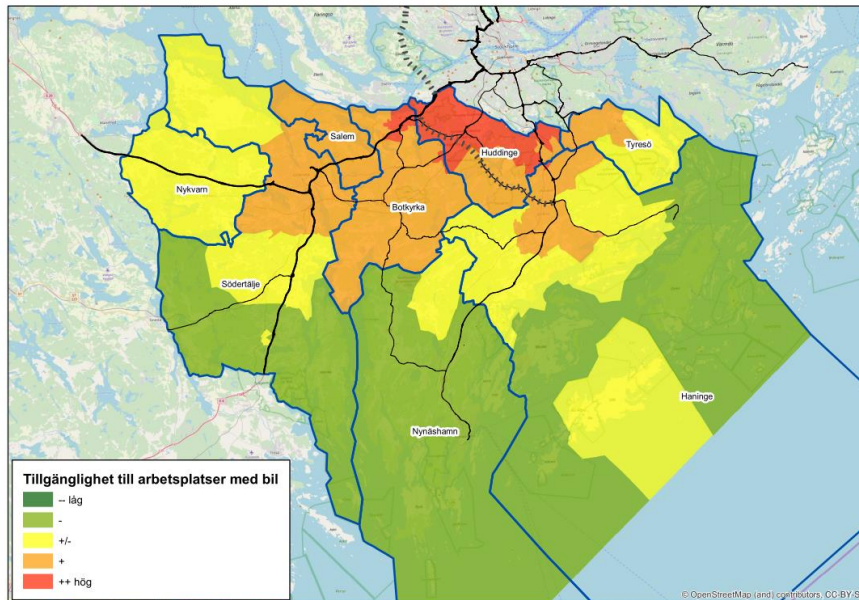 Salem
Huddinge
Tyresö
Nykvarn
Botkyrka
Södertälje
Haninge
Nynäshamn
Tillgänglighet till arbetsplatser med bil
-- låg
-
+/-
+
++ hög
© OpenStreetMap (and) contributors, CC-BY-S